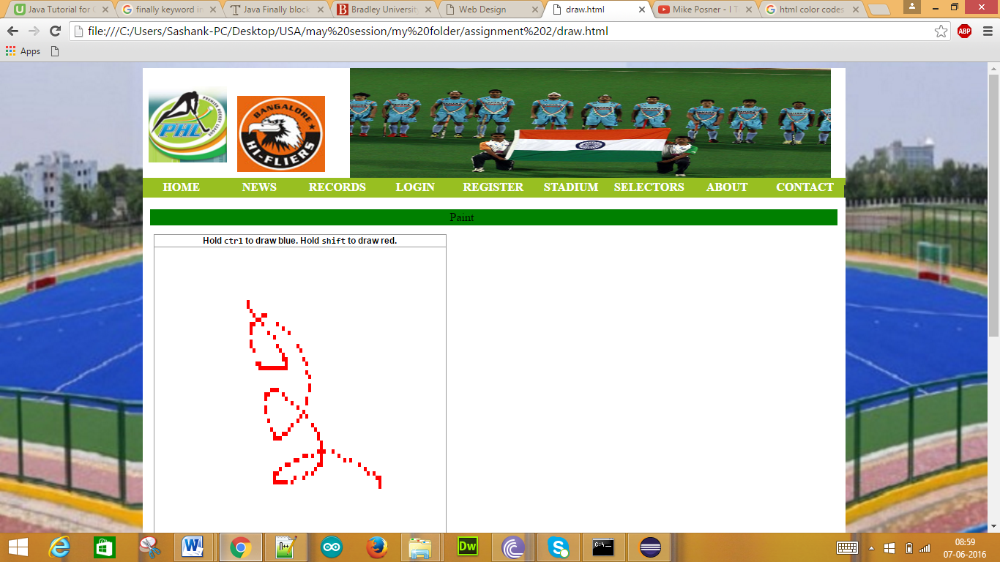 Java Tutorial for C
finally keyword in
Java Finally block
Bradley University
Web Design
draw.html
Mike Posner - I T
html color codes
file:///C:/Users/Sashank-PC/Desktop/USA/may%20session/my%20folder/assignment%202/draw.html
ABP
Apps
PREMIER HOCKEY LEAGUE
PHL
BANGALORE
HI-FLIERS
HOME NEWS RECORDS LOGIN REGISTER STADIUM SELECTORS ABOUT CONTACT
Paint
Hold ctrl to draw blue. Hold shift to draw red.
08:59
07-06-2016